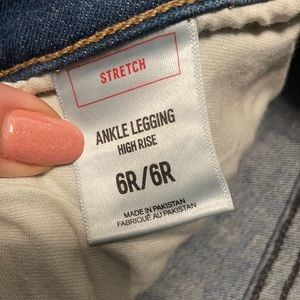 STRETCH
ANKLE LEGGING
HIGH RISE
6R/6R
MADE IN PAKISTAN
FABRIQUÉ AU PAKISTAN